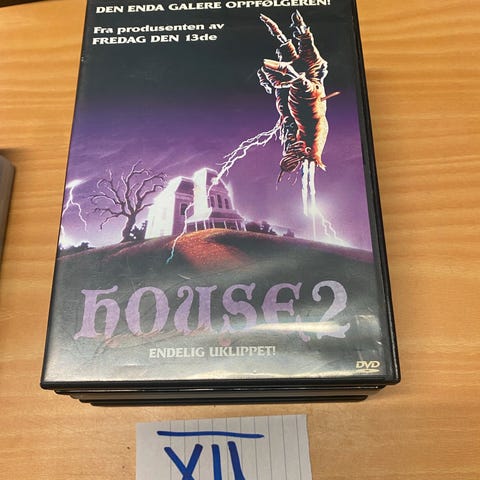 DEN ENDA GALERE OPPFØLGEREN!
Fra produsenten av
FREDAG DEN 13de
HOUSE 2
ENDELIG UKLIPPET!
DVD
XII